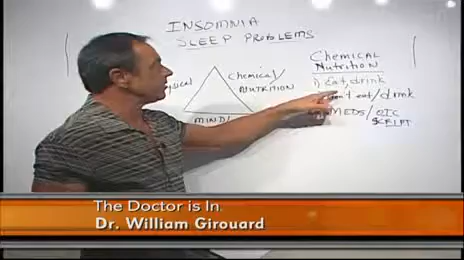 INSOMNIA
SLEEP PROBLEMS
Chemical
NUTRITION
1) Eat, drink
eat/drink
MEDS/OTC
SCRIPT
Chemical/
NUTRITION
MIND/
The Doctor is In
Dr. William Girouard